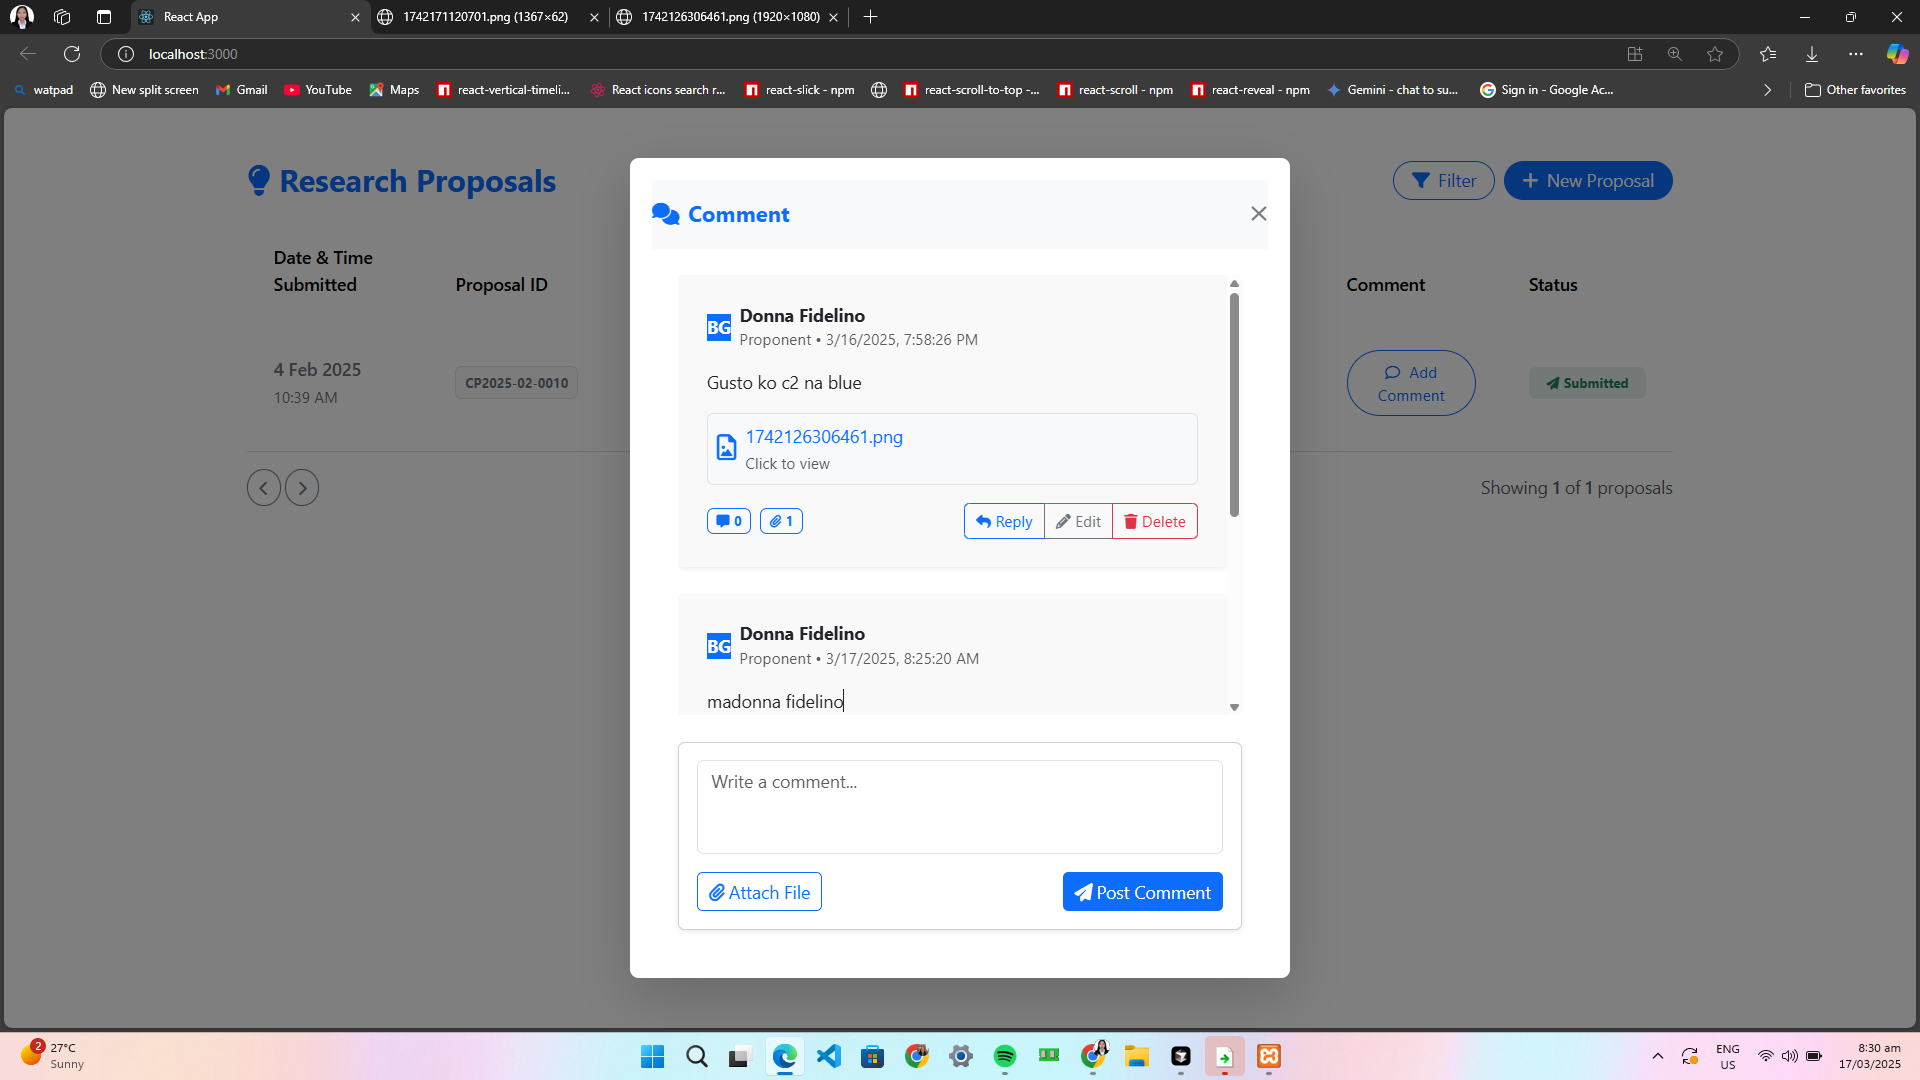 React App
1742171120701.png (1367×62)
1742126306461.png (1920×1080)
localhost:3000
watpad
New split screen
Gmail
YouTube
Maps
react-vertical-timeli...
React icons search r...
react-slick - npm
react-scroll-to-top -...
react-scroll - npm
react-reveal - npm
Gemini - chat to su...
Sign in - Google Ac...
Other favorites
Research Proposals
Filter
New Proposal
Date & Time
Submitted
Proposal ID
Comment
Status
4 Feb 2025
10:39 AM
CP2025-02-0010
Add
Comment
Submitted
Showing 1 of 1 proposals
Comment
BG
Donna Fidelino
Proponent • 3/16/2025, 7:58:26 PM
Gusto ko c2 na blue
1742126306461.png
Click to view
0
1
Reply
Edit
Delete
BG
Donna Fidelino
Proponent • 3/17/2025, 8:25:20 AM
madonna fidelino
Write a comment...
Attach File
Post Comment
2
27°C
Sunny
ENG
US
8:30 am
17/03/2025